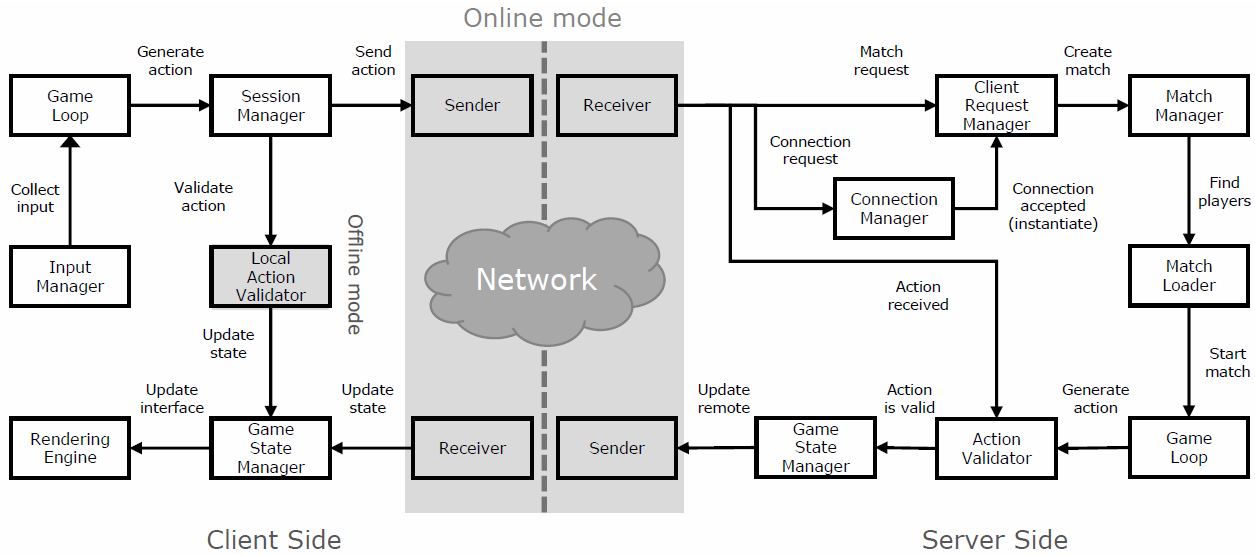 Online mode
Generate
action
Send
action
Match
request
Create
match
Game
Loop
Session
Manager
Sender
Receiver
Client
Request
Manager
Match
Manager
Collect
input
Validate
action
Connection
request
Connection
Manager
Connection
accepted
(instantiate)
Find
players
Input
Manager
Local
Action
Validator
Offline mode
Network
Action
received
Match
Loader
Update
state
Start
match
Update
interface
Update
state
Update
remote
Action
is valid
Generate
action
Rendering
Engine
Game
State
Manager
Receiver
Sender
Game
State
Manager
Action
Validator
Game
Loop
Client Side
Server Side